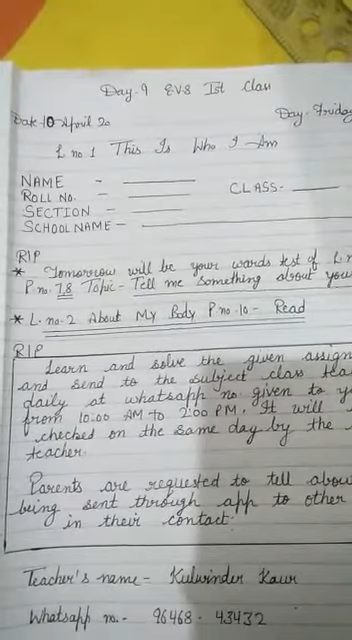 Day-9 EVS Ist Class
Date-10 April 20 Day-Friday
L no.1 This Is Who I Am
NAME - 
CLASS-
ROLL No. -
SECTION -
SCHOOL NAME -
RIP
* Tomorrow will be your wards test of L.n
P no. 7,8 Topic- Tell me something about you
* L-no-2 About My Body P no.10- Read
RIP
Learn and solve the given assign
and send to the subject class tea
daily at whatsapp no. given to y
from 10:00 AM to 2:00 PM. It will
checked on the same day by the
teacher.
Parents are requested to tell abou
being sent through app to other
in their contact.
Teacher's name- Kulwinder Kaur
Whatsapp no.- 96468-43432